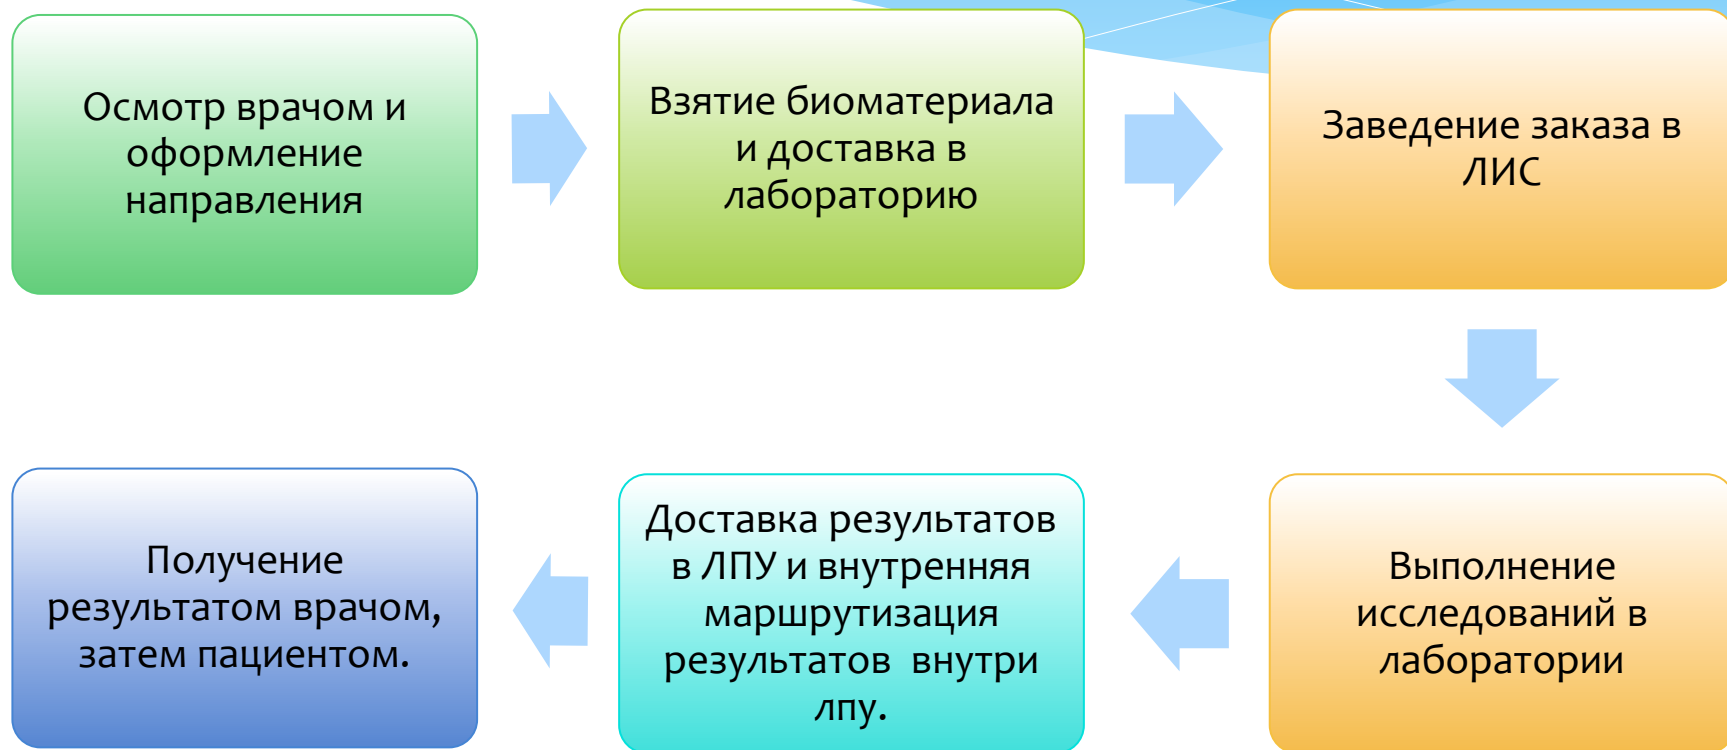 Осмотр врачом и
оформление
направления
Взятие биоматериала
и доставка в
лабораторию
Заведение заказа в
ЛИС
Выполнение
исследований в
лаборатории
Доставка результатов
в ЛПУ и внутренняя
маршрутизация
результатов внутри
лпу.
Получение
результатом врачом,
затем пациентом.